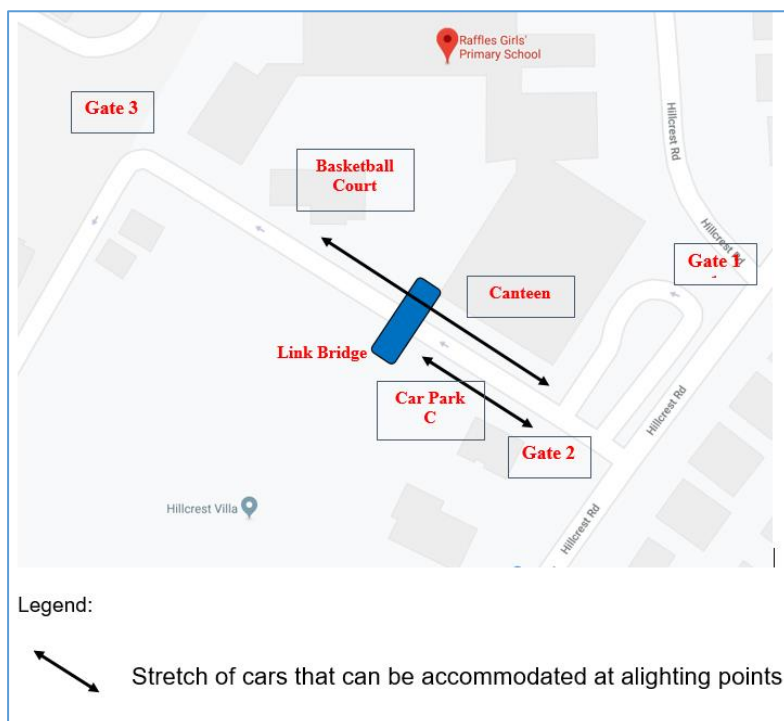 Raffles Girls'
Primary School
Gate 3
Hillcrest Rd
Basketball
Court
Hillcrest Rd
Gate 1
Canteen
Link Bridge
Hillcrest Rd
Car Park
C
Gate 2
Hillcrest Villa
Hillcrest Rd
Legend:
Stretch of cars that can be accommodated at alighting points